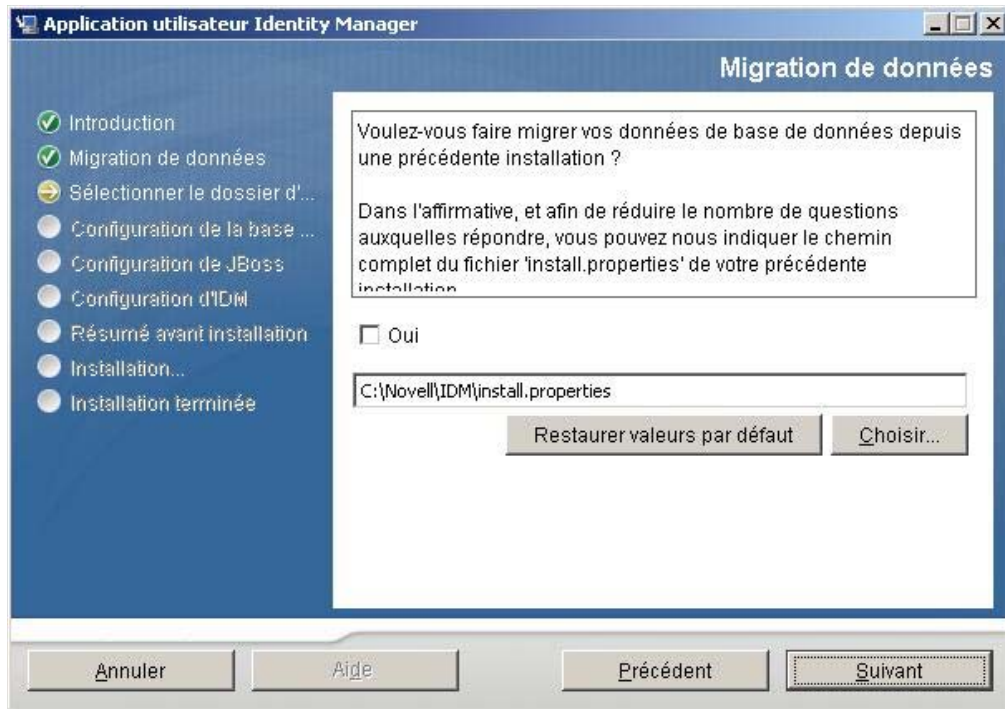 Application utilisateur Identity Manager
Migration de données
Introduction
Migration de données
Sélectionner le dossier d'...
Configuration de la base ...
Configuration de JBoss
Configuration d'IDM
Résumé avant installation
Installation...
Installation terminée
Voulez-vous faire migrer vos données de base de données depuis
une précédente installation ?
Dans l'affirmative, et afin de réduire le nombre de questions
auxquelles répondre, vous pouvez nous indiquer le chemin
complet du fichier 'install.properties' de votre précédente
installation
Oui
C:\Novell\IDM\install.properties
Restaurer valeurs par défaut
Choisir...
Annuler
Aide
Précédent
Suivant